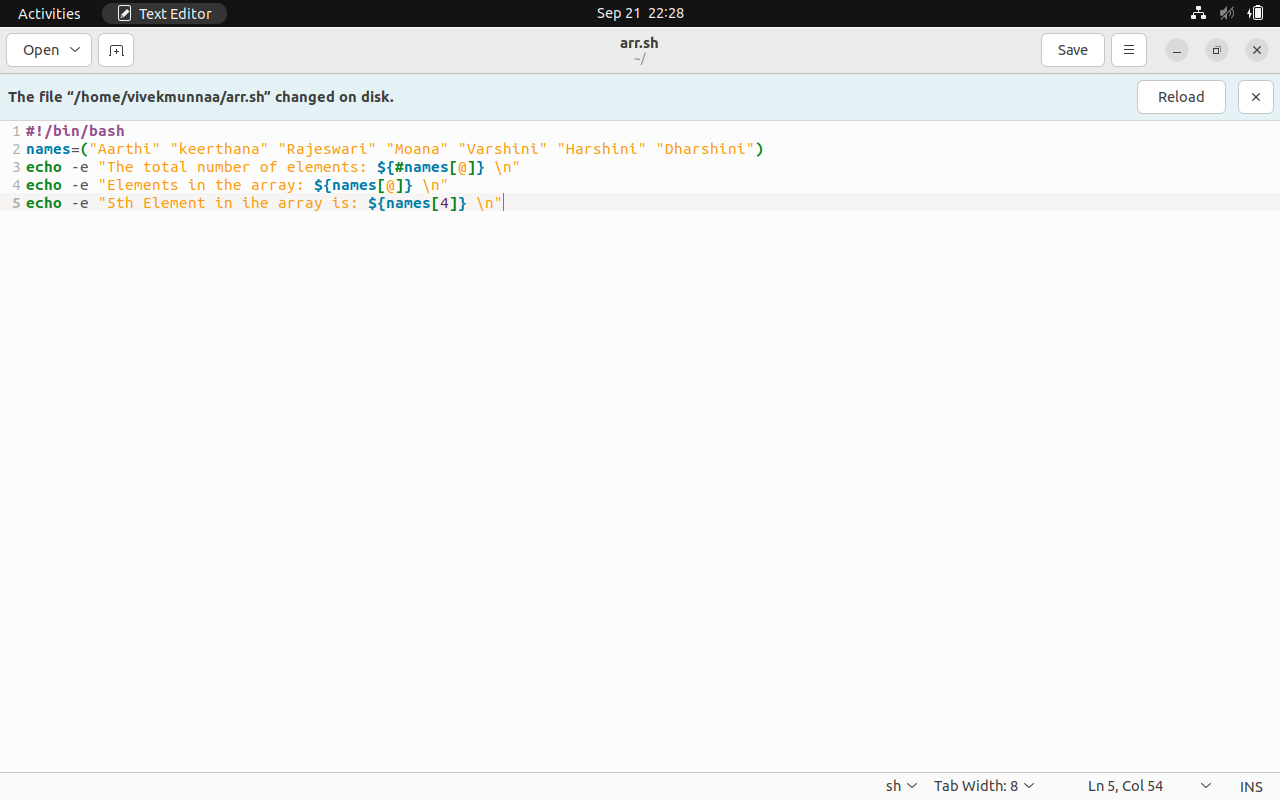 Activities Text Editor Sep 21 22:28
Open arr.sh Save
~/
The file “/home/vivekmunnaa/arr.sh” changed on disk. Reload
1 #!/bin/bash
2 names=("Aarthi" "keerthana" "Rajeswari" "Moana" "Varshini" "Harshini" "Dharshini")
3 echo -e "The total number of elements: ${#names[@]} \n"
4 echo -e "Elements in the array: ${names[@]} \n"
5 echo -e "5th Element in ihe array is: ${names[4]} \n"
sh Tab Width: 8 Ln 5, Col 54 INS